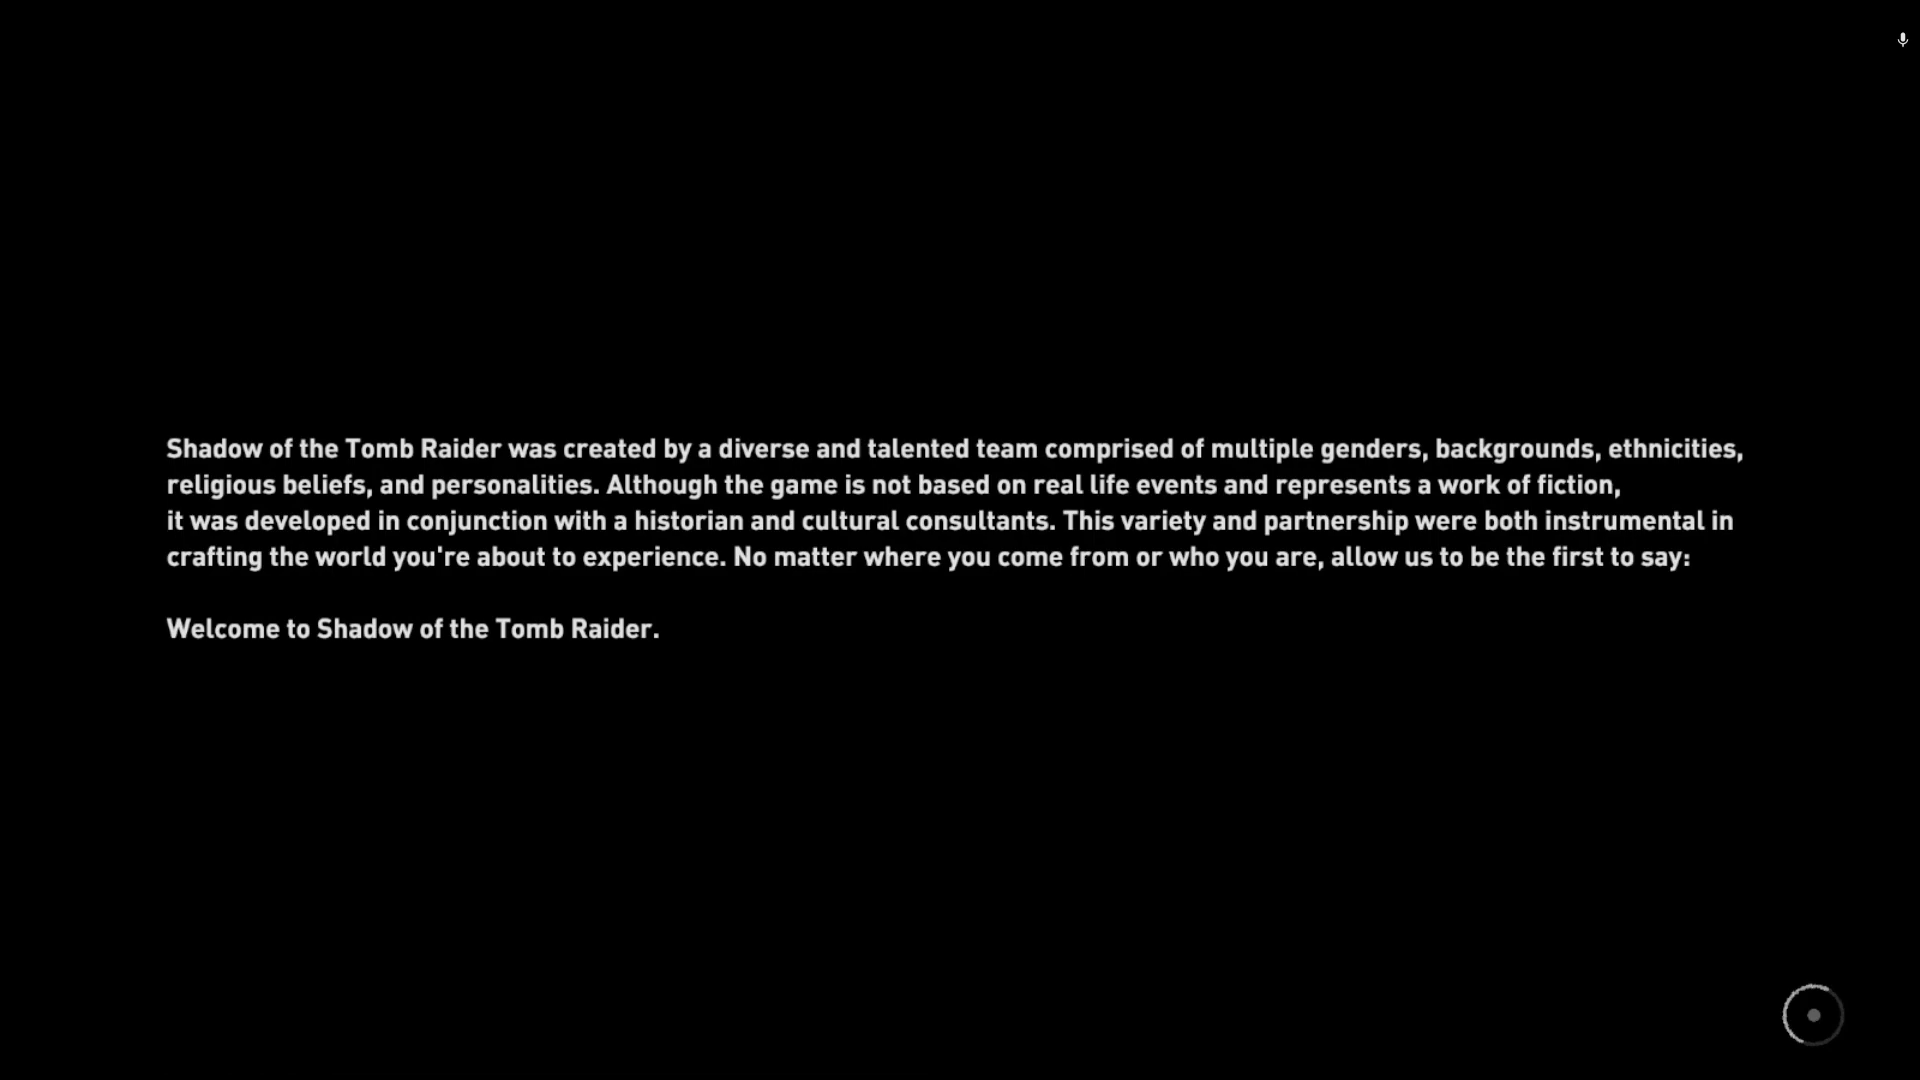 Shadow of the Tomb Raider was created by a diverse and talented team comprised of multiple genders, backgrounds, ethnicities,
religious beliefs, and personalities. Although the game is not based on real life events and represents a work of fiction,
it was developed in conjunction with a historian and cultural consultants. This variety and partnership were both instrumental in
crafting the world you're about to experience. No matter where you come from or who you are, allow us to be the first to say:
Welcome to Shadow of the Tomb Raider.